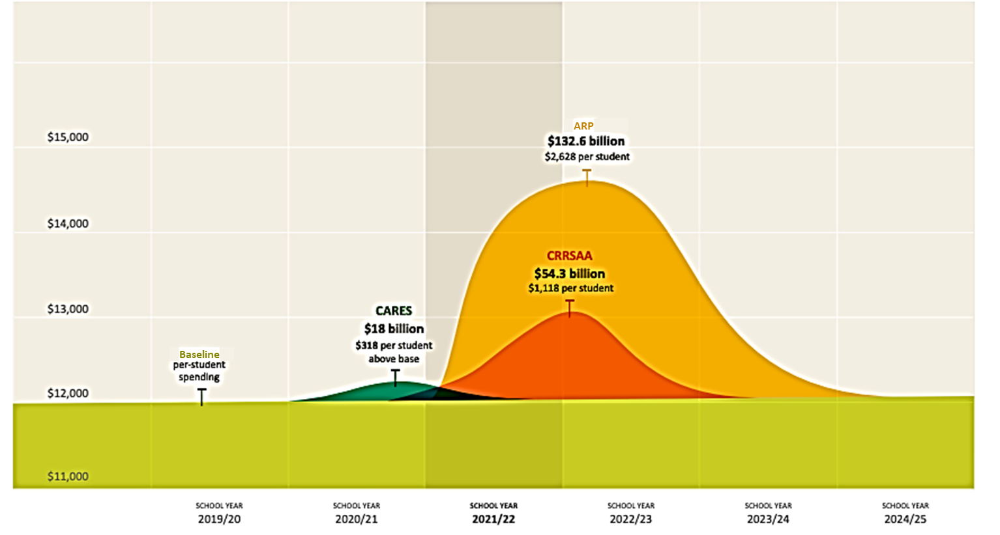 $15,000
$14,000
$13,000
$12,000
$11,000
ARP
$132.6 billion
$2,628 per student
CRRSAA
$54.3 billion
$1,118 per student
CARES
$18 billion
$318 per student
above base
Baseline
per-student
spending
SCHOOL YEAR
2019/20
SCHOOL YEAR
2020/21
SCHOOL YEAR
2021/22
SCHOOL YEAR
2022/23
SCHOOL YEAR
2023/24
SCHOOL YEAR
2024/25